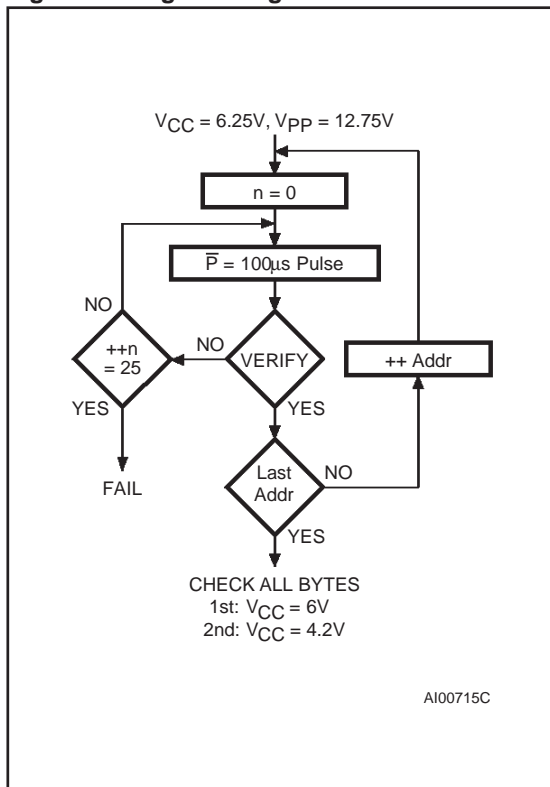 VCC = 6.25V, VPP = 12.75V
n = 0
P̅ = 100µs Pulse
NO
++n
= 25
NO
VERIFY
++ Addr
YES
YES
Last
Addr
NO
FAIL
YES
CHECK ALL BYTES
1st: VCC = 6V
2nd: VCC = 4.2V
AI00715C